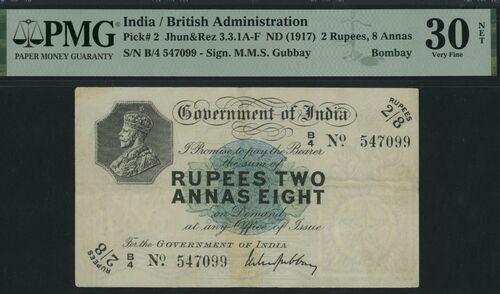 PMG
PAPER MONEY GUARANTY
India / British Administration
Pick# 2 Jhun&Rez 3.3.1A-F ND (1917) 2 Rupees, 8 Annas
S/N B/4 547099 - Sign. M.M.S. Gubbay Bombay
30 NET
Very Fine
Government of India
RUPEES 2/8
B/4 No 547099
I Promise to pay the Bearer
the sum of
RUPEES TWO
ANNAS EIGHT
on Demand
at any Office of Issue
For the GOVERNMENT OF INDIA
RUPEES 2/8
B/4 No 547099